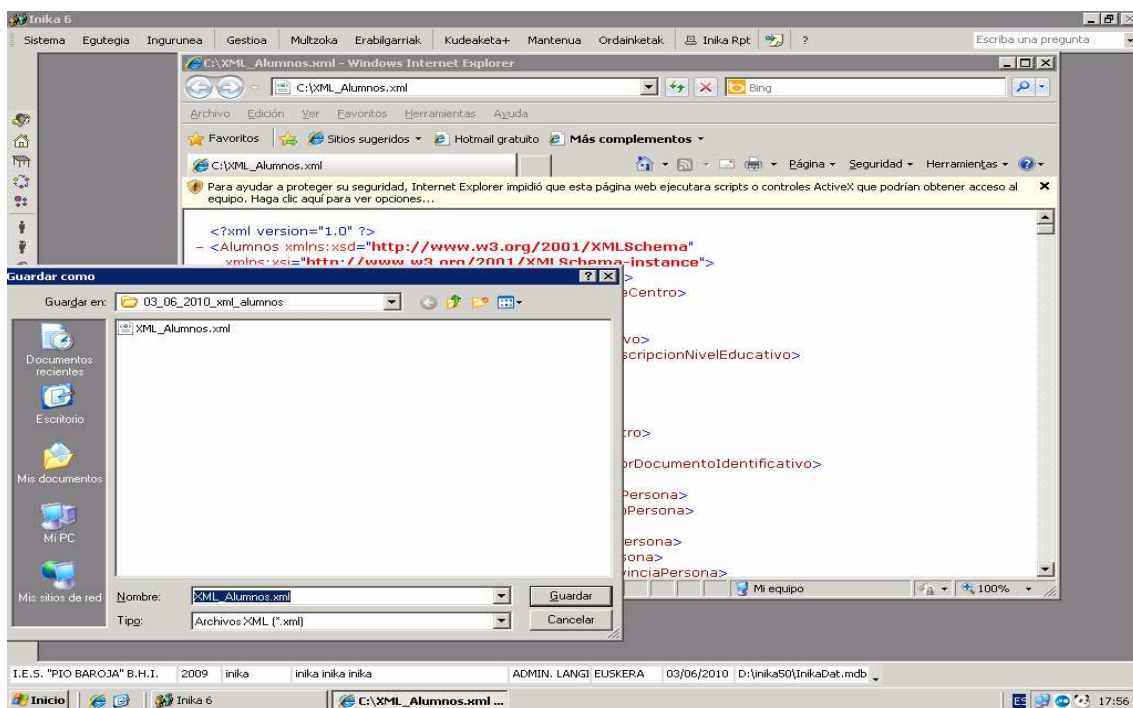 Inika 6
Sistema Egutegia Ingurunea Gestioa Multzoka Erabilgarriak Kudeaketa+ Mantenua Ordainketak Inika Rpt ? Escriba una pregunta
C:\XML_Alumnos.xml - Windows Internet Explorer
C:\XML_Alumnos.xml Bing
Archivo Edición Ver Favoritos Herramientas Ayuda
Favoritos Sitios sugeridos Hotmail gratuito Más complementos
C:\XML_Alumnos.xml Página Seguridad Herramientas
Para ayudar a proteger su seguridad, Internet Explorer impidió que esta página web ejecutara scripts o controles ActiveX que podrían obtener acceso al
equipo. Haga clic aquí para ver opciones...
<?xml version="1.0" ?>
- <Alumnos xmlns:xsd="http://www.w3.org/2001/XMLSchema"
xmlns:xsi="http://www.w3.org/2001/XMLSchema-instance">
Guardar como
>
Guardar en: 03_06_2010_xml_alumnos
eCentro>
XML_Alumnos.xml
vo>
scripcionNivelEducativo>
Documentos
recientes
Escritorio
tro>
orDocumentoIdentificativo>
Mis documentos
Persona>
oPersona>
Mi PC
ersona>
sona>
vinciaPersona>
Mi equipo 100%
Mis sitios de red
Nombre: XML_Alumnos.xml Guardar
Tipo: Archivos XML (*.xml) Cancelar
I.E.S. "PIO BAROJA" B.H.I. 2009 inika inika inika inika ADMIN. LANGI EUSKERA 03/06/2010 D:\inika50\InikaDat.mdb
Inicio Inika 6 C:\XML_Alumnos.xml ... ES 17:56